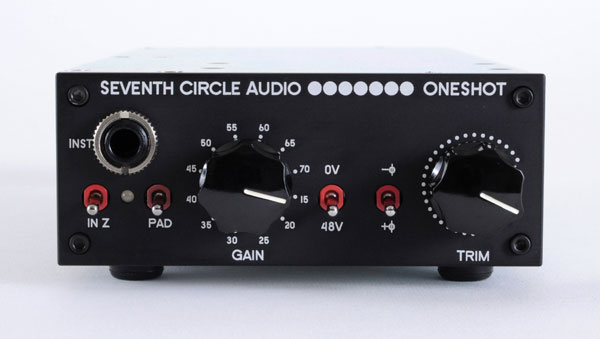 SEVENTH CIRCLE AUDIO ONESHOT
INST
55 60
50 65
45 70
40 15
35 20
30 25
0V
48V
IN Z
PAD
GAIN
TRIM